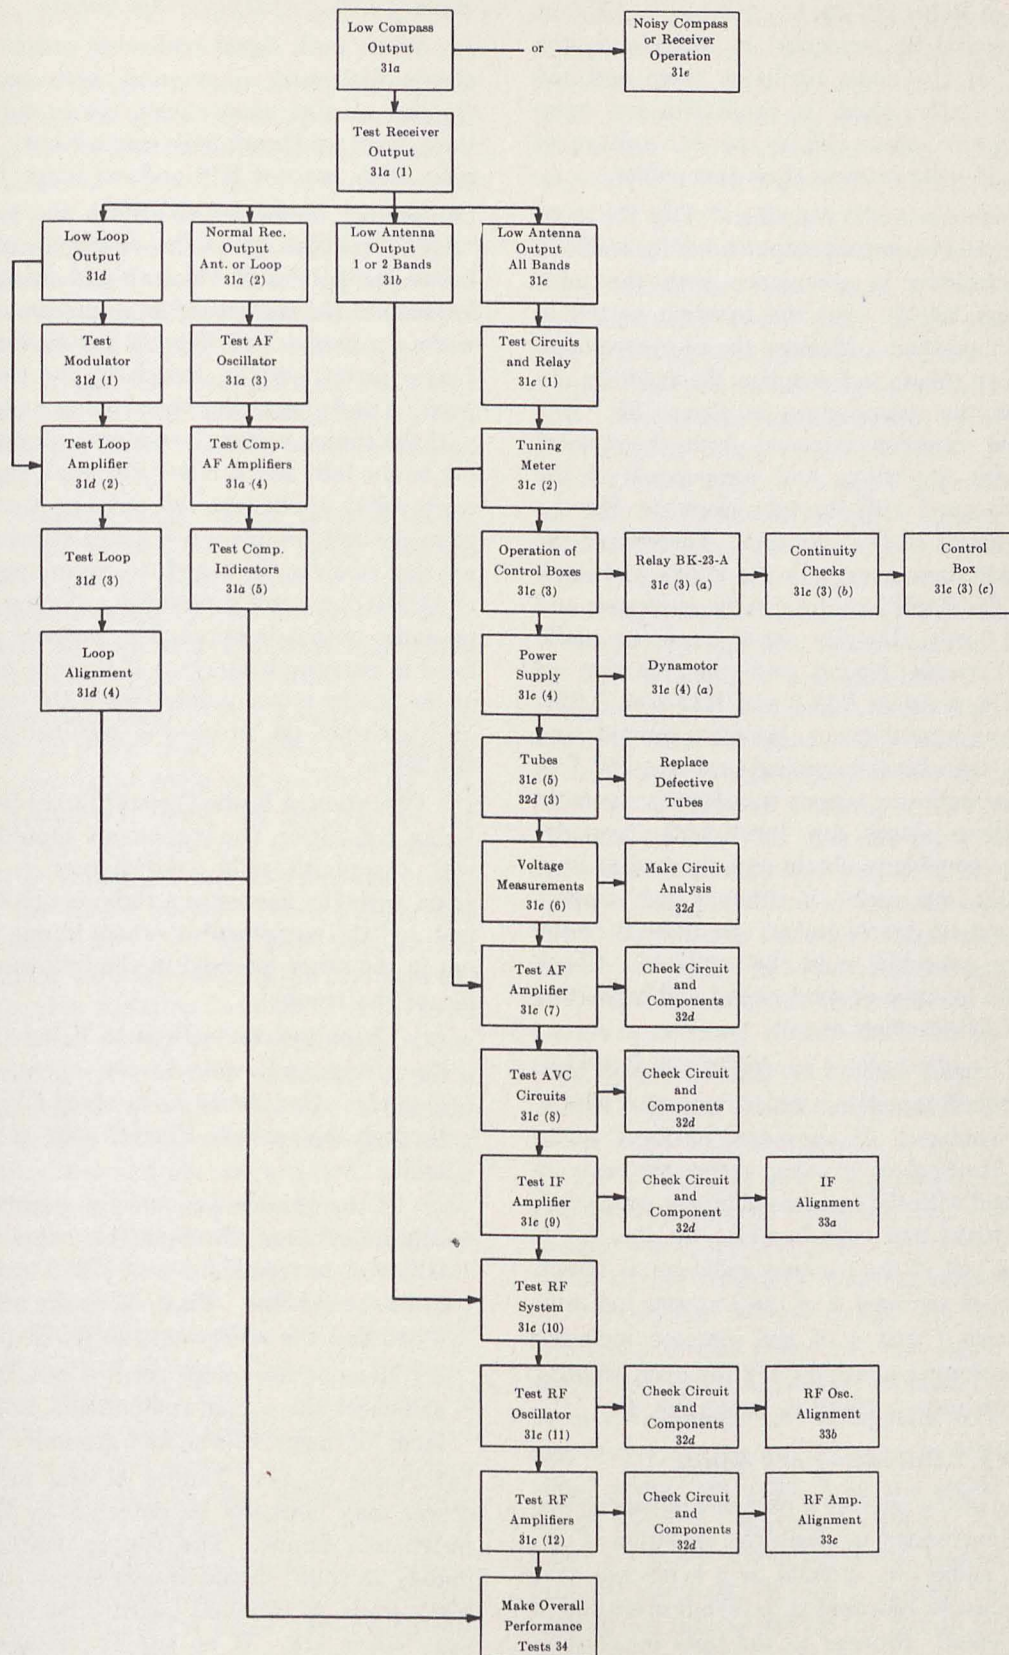 Low Compass
Output
31a
or
Noisy Compass
or Receiver
Operation
31e
Test Receiver
Output
31a (1)
Low Loop
Output
31d
Normal Rec.
Output
Ant. or Loop
31a (2)
Low Antenna
Output
1 or 2 Bands
31b
Low Antenna
Output
All Bands
31c
Test
Modulator
31d (1)
Test AF
Oscillator
31a (3)
Test Circuits
and Relay
31c (1)
Test Loop
Amplifier
31d (2)
Test Comp.
AF Amplifiers
31a (4)
Tuning
Meter
31c (2)
Test Loop
31d (3)
Test Comp.
Indicators
31a (5)
Operation of
Control Boxes
31c (3)
Relay BK-23-A
31c (3) (a)
Continuity
Checks
31c (3) (b)
Control
Box
31c (3) (c)
Loop
Alignment
31d (4)
Power
Supply
31c (4)
Dynamotor
31c (4) (a)
Tubes
31c (5)
32d (3)
Replace
Defective
Tubes
Voltage
Measurements
31c (6)
Make Circuit
Analysis
32d
Test AF
Amplifier
31c (7)
Check Circuit
and
Components
32d
Test AVC
Circuits
31c (8)
Check Circuit
and
Components
32d
Test IF
Amplifier
31c (9)
Check Circuit
and
Component
32d
IF
Alignment
33a
Test RF
System
31c (10)
Test RF
Oscillator
31c (11)
Check Circuit
and
Components
32d
RF Osc.
Alignment
33b
Test RF
Amplifiers
31c (12)
Check Circuit
and
Components
32d
RF Amp.
Alignment
33c
Make Overall
Performance
Tests 34